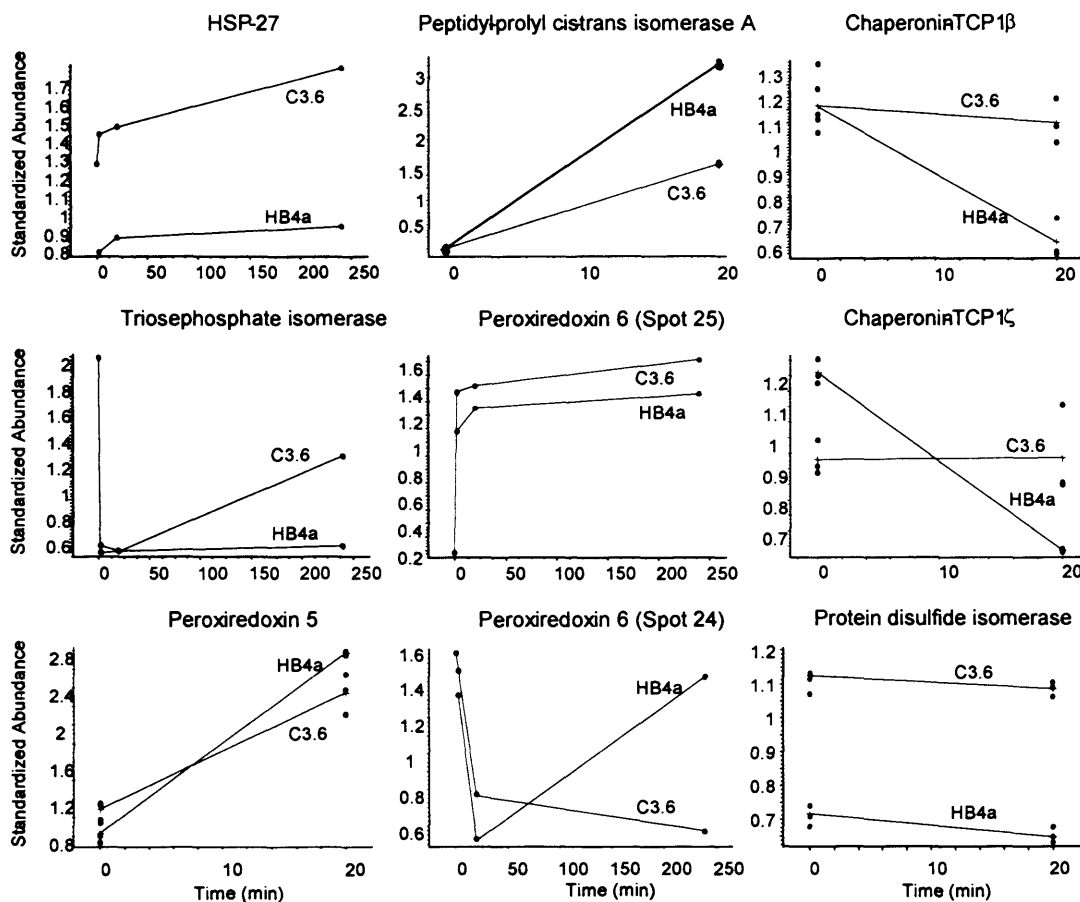 HSP-27
Peptidyl-prolyl cistrans isomerase A
Chaperonin-TCP1β
Standardized Abundance
1.7
1.6
1.5
1.4
1.3
1.2
1.1
1
0.9
0.8
C3.6
HB4a
0 50 100 150 200 250
3
2.5
2
1.5
1
0.5
HB4a
C3.6
0 10 20
1.3
1.2
1.1
1
0.9
0.8
0.7
0.6
C3.6
HB4a
0 20
Triosephosphate isomerase
Peroxiredoxin 6 (Spot 25)
Chaperonin-TCP1ζ
Standardized Abundance
2
1.8
1.6
1.4
1.2
1
0.8
0.6
C3.6
HB4a
0 50 100 150 200 250
1.6
1.4
1.2
1
0.8
0.6
0.4
0.2
C3.6
HB4a
0 50 100 150 200 250
1.2
1.1
1
0.9
0.8
0.7
C3.6
HB4a
0 20
Peroxiredoxin 5
Peroxiredoxin 6 (Spot 24)
Protein disulfide isomerase
Standardized Abundance
2.8
2.4
2
1.6
1.2
0.8
HB4a
C3.6
0 10 20
Time (min)
1.6
1.4
1.2
1
0.8
0.6
HB4a
C3.6
0 50 100 150 200 250
Time (min)
1.2
1.1
1
0.9
0.8
0.7
C3.6
HB4a
0 20
Time (min)